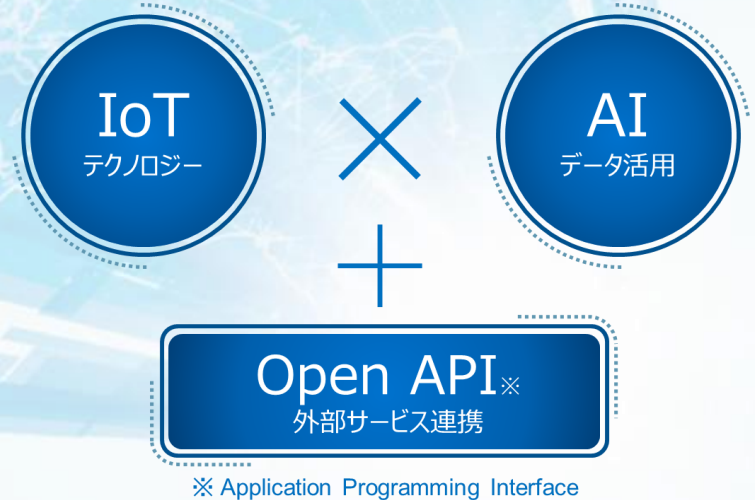 IoT
テクノロジー
×
AI
データ活用
+
Open API※
外部サービス連携
※ Application Programming Interface